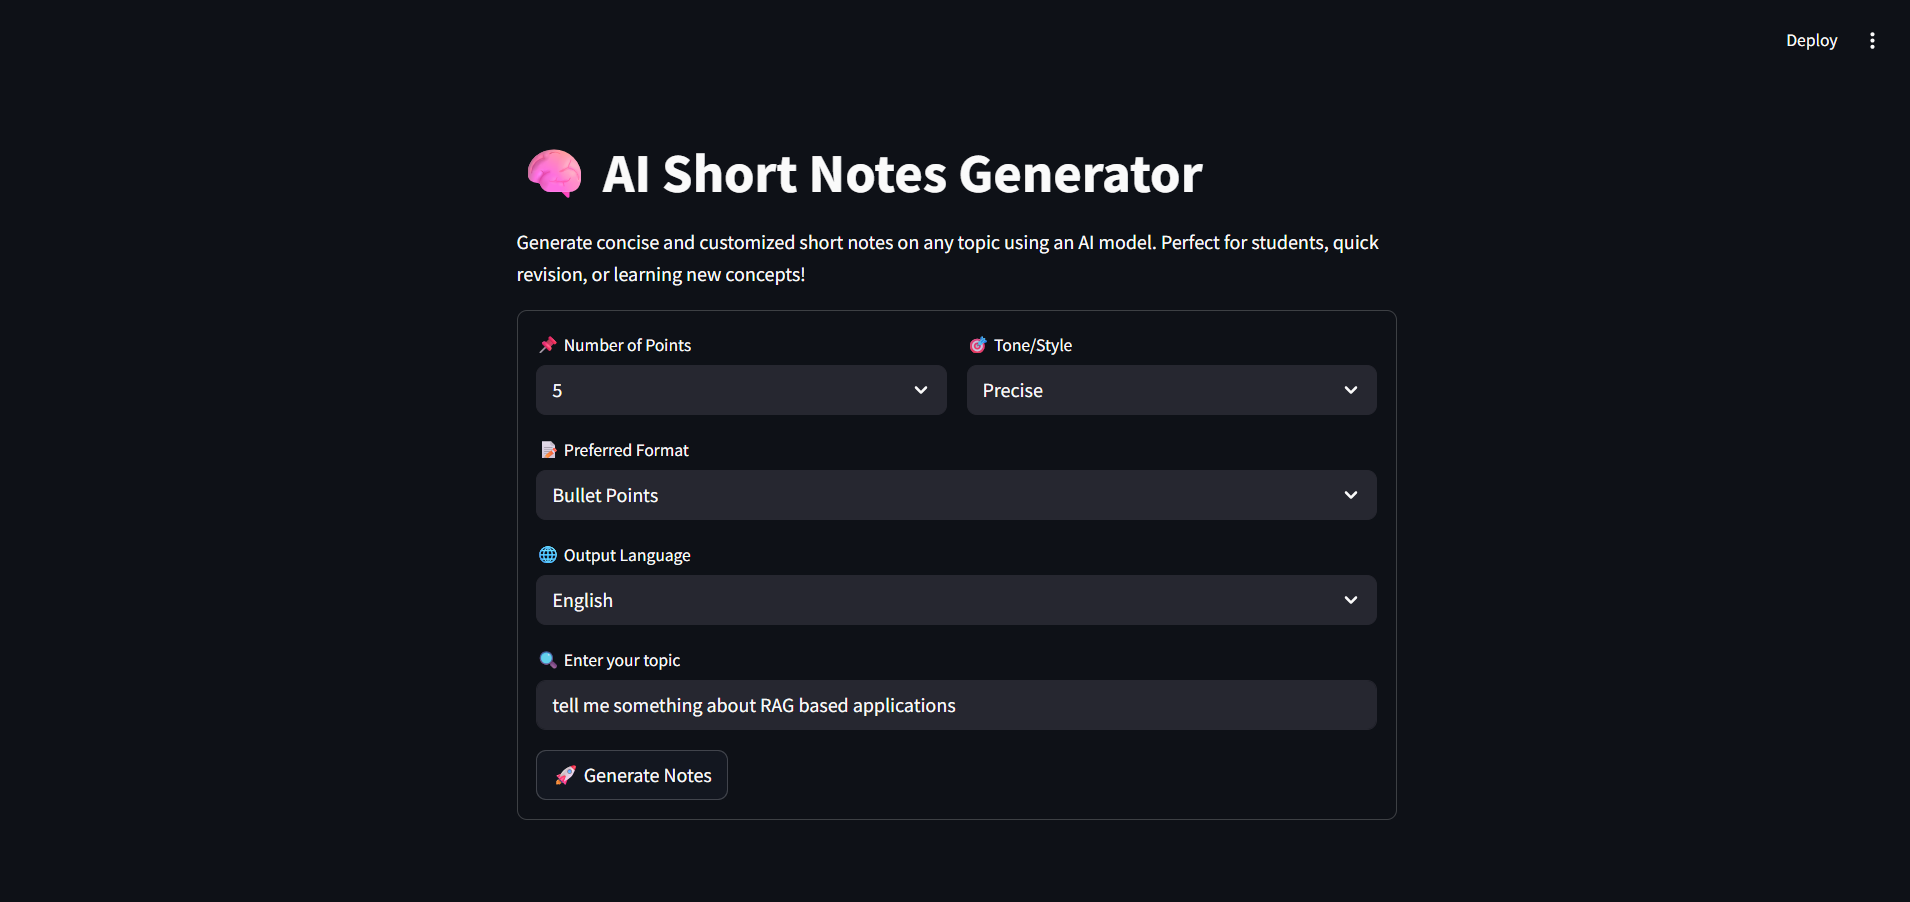 Deploy
AI Short Notes Generator
Generate concise and customized short notes on any topic using an AI model. Perfect for students, quick
revision, or learning new concepts!
Number of Points
Tone/Style
5
Precise
Preferred Format
Bullet Points
Output Language
English
Enter your topic
tell me something about RAG based applications
Generate Notes